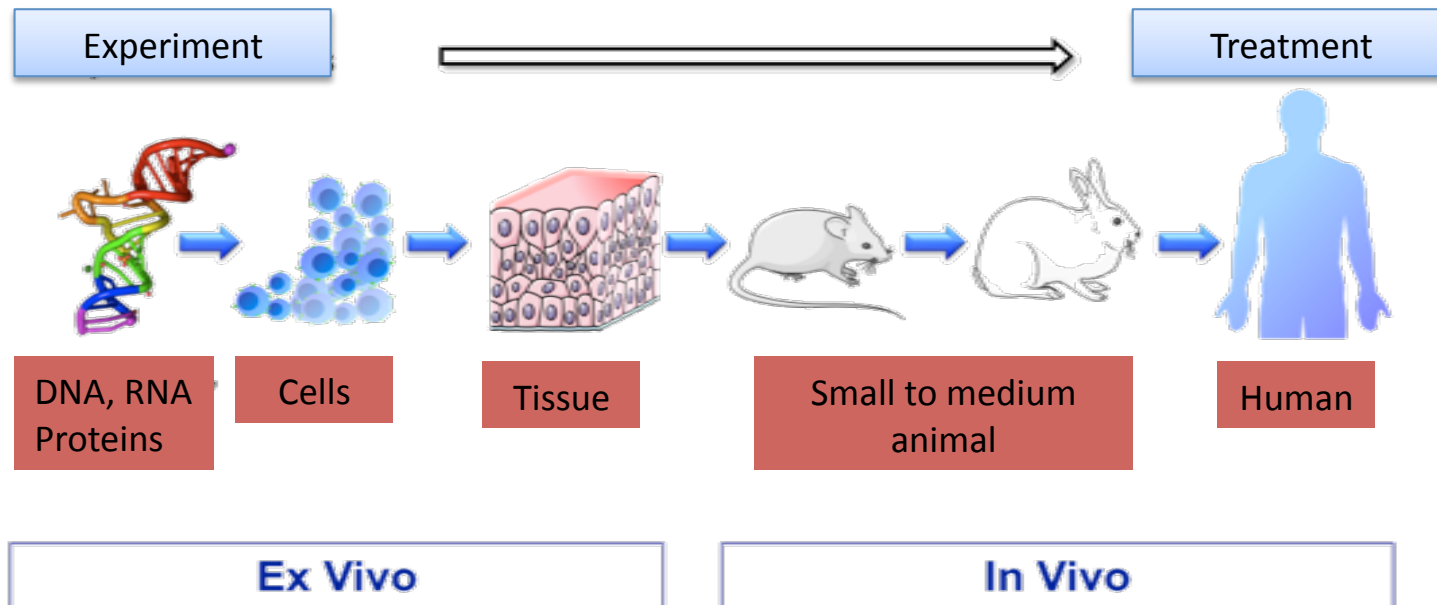 Experiment
Treatment
DNA, RNA
Proteins
Cells
Tissue
Small to medium
animal
Human
Ex Vivo
In Vivo